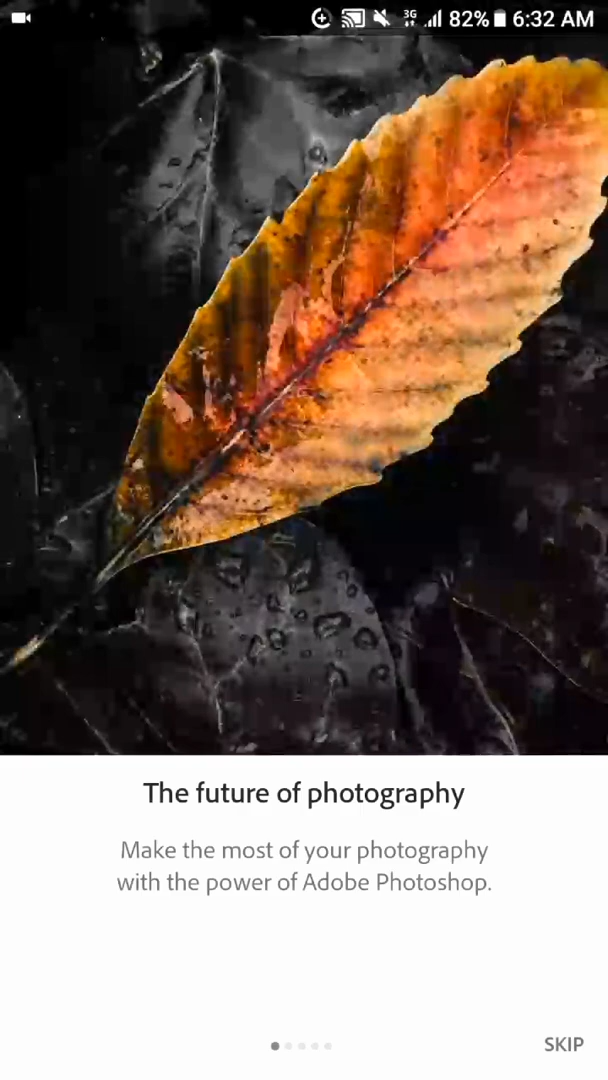 3G 82% 6:32 AM
The future of photography
Make the most of your photography
with the power of Adobe Photoshop.
SKIP